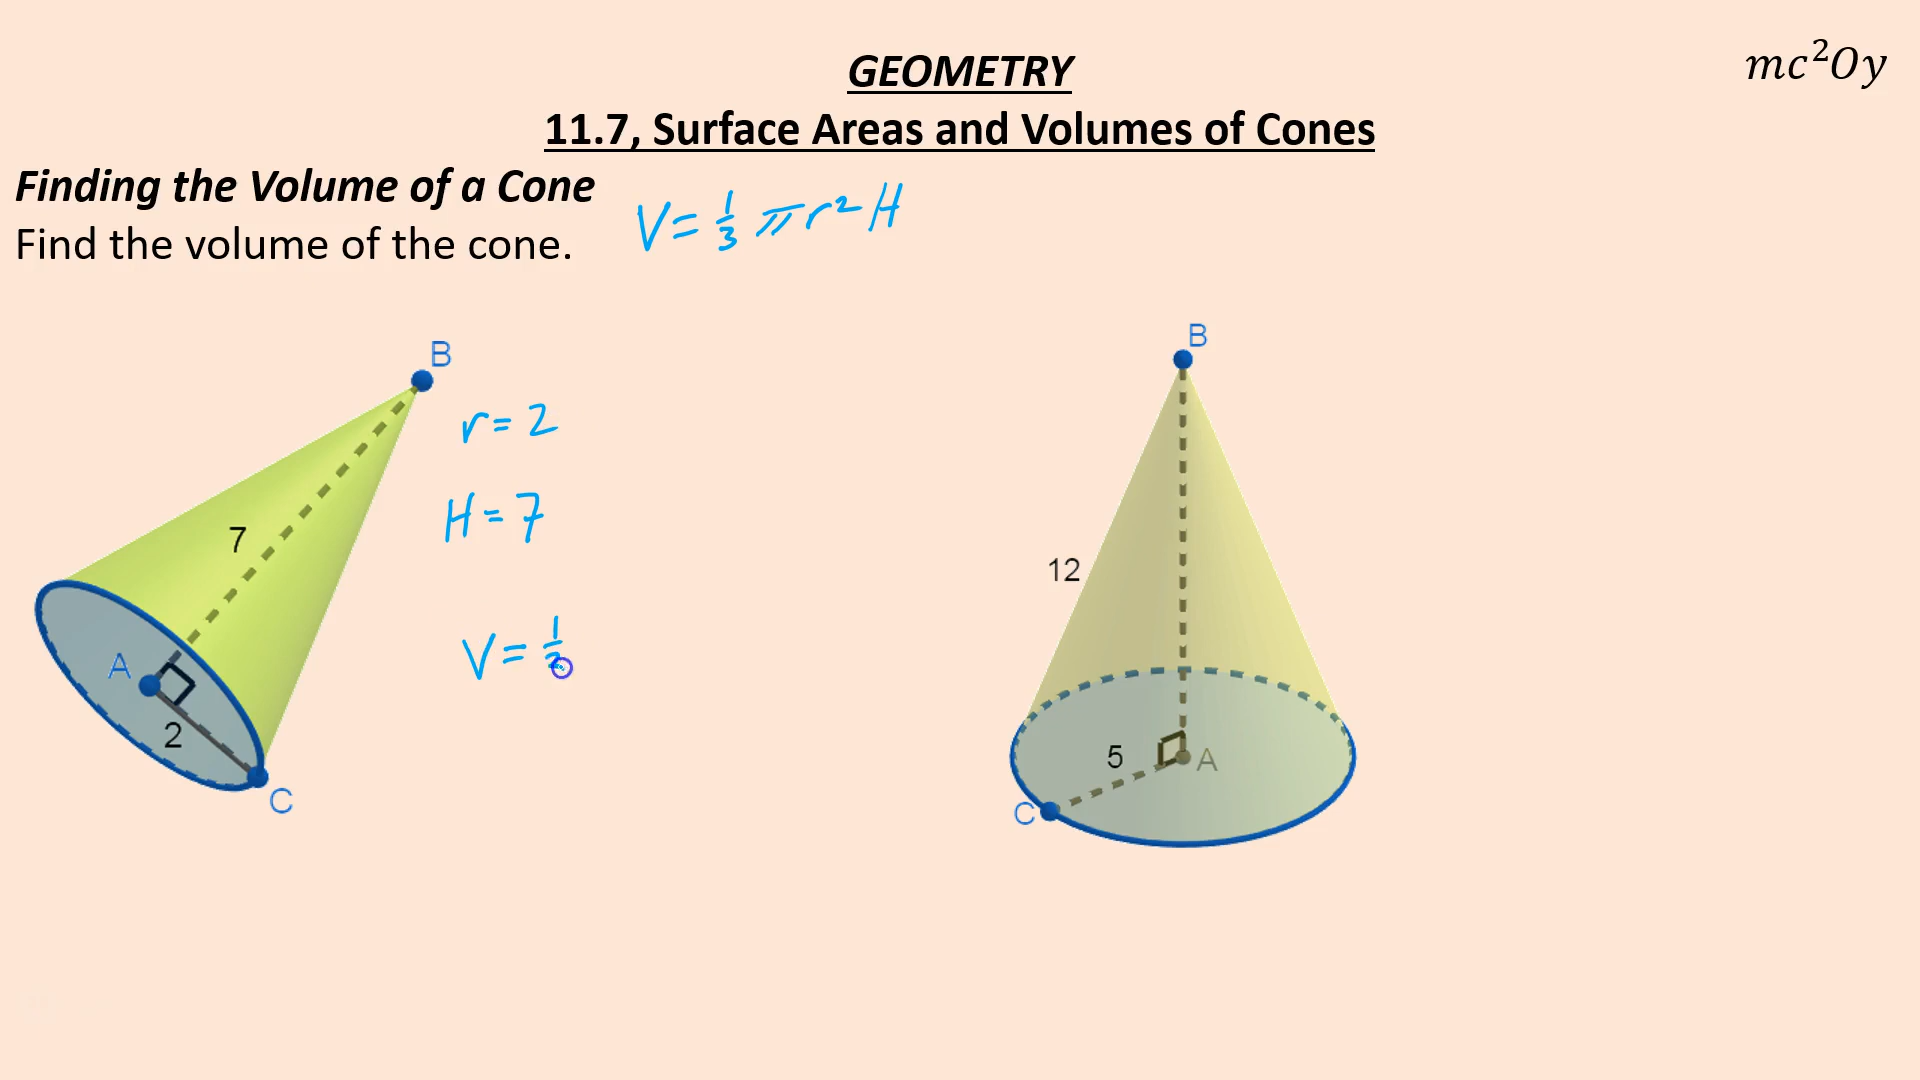 GEOMETRY
mc²Oy
11.7, Surface Areas and Volumes of Cones
Finding the Volume of a Cone
V = 1/3 πr²H
Find the volume of the cone.
B
r = 2
H = 7
7
V = 1/
A
2
C
B
12
5
A
C